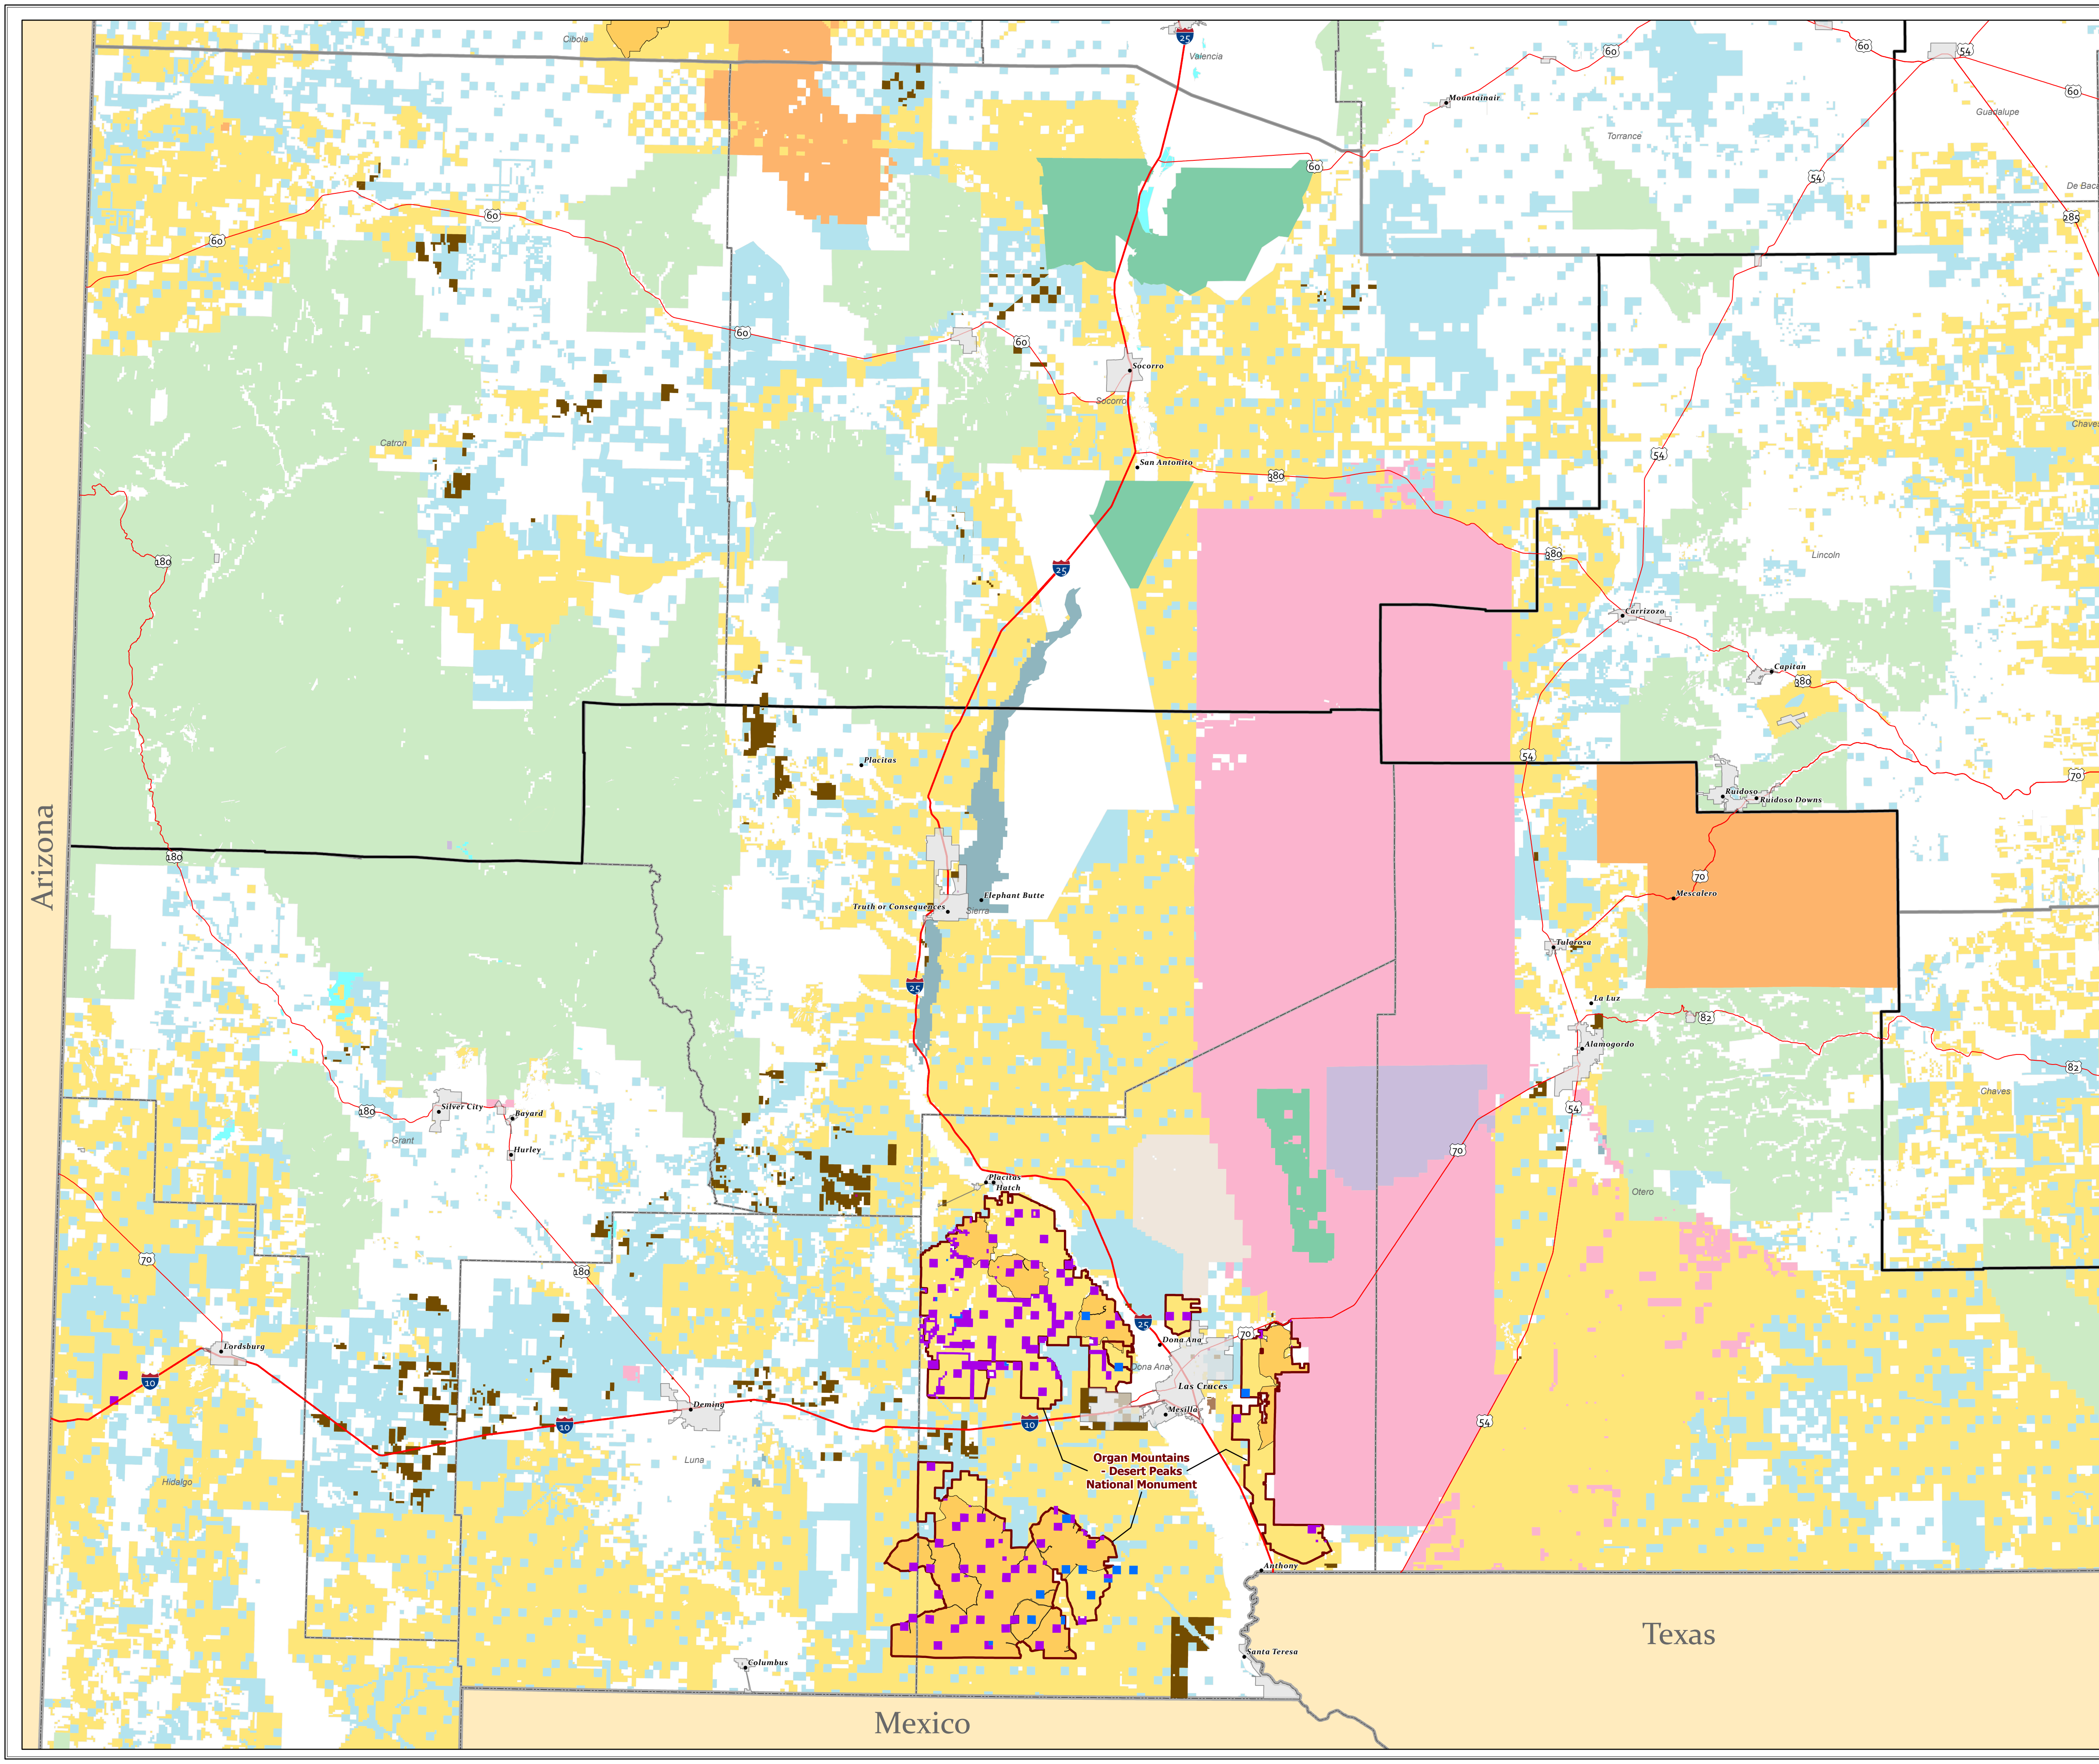 Cibola
25
Valencia
60
60
54
60
Mountainair
Guadalupe
Torrance
60
54
De Baca
60
285
60
60
60
Socorro
Socorro
Chaves
Catron
54
San Antonito
380
180
380
Lincoln
25
Carrizozo
Capitan
380
54
Placitas
70
Ruidoso
Ruidoso Downs
Arizona
180
70
Elephant Butte
Mescalero
Truth or Consequences
Sierra
Tulorosa
25
La Luz
82
Alamogordo
82
Chaves
180
Silver City
54
Bayard
Grant
Hurley
70
Placitas
Hatch
Otero
70
180
25
70
Lordsburg
Dona Ana
Dona Ana
10
Las Cruces
Deming
Mesilla
10
10
54
Organ Mountains
- Desert Peaks
National Monument
Luna
Hidalgo
Anthony
Texas
Santa Teresa
Columbus
Mexico